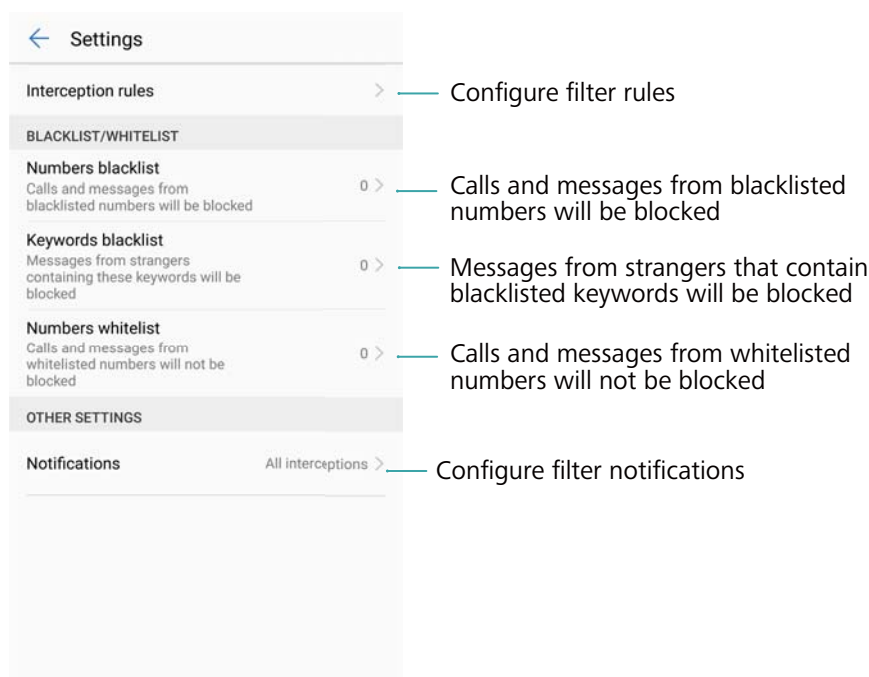 Settings
Interception rules
Configure filter rules
BLACKLIST/WHITELIST
Numbers blacklist
Calls and messages from
blacklisted numbers will be blocked
0
Calls and messages from blacklisted
numbers will be blocked
Keywords blacklist
Messages from strangers
containing these keywords will be
blocked
0
Messages from strangers that contain
blacklisted keywords will be blocked
Numbers whitelist
Calls and messages from
whitelisted numbers will not be
blocked
0
Calls and messages from whitelisted
numbers will not be blocked
OTHER SETTINGS
Notifications
All interceptions
Configure filter notifications